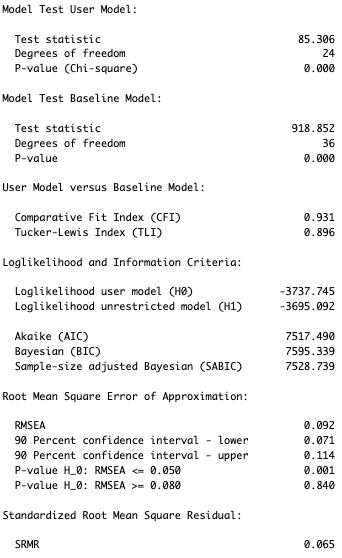 Model Test User Model:
Test statistic 85.306
Degrees of freedom 24
P-value (Chi-square) 0.000
Model Test Baseline Model:
Test statistic 918.852
Degrees of freedom 36
P-value 0.000
User Model versus Baseline Model:
Comparative Fit Index (CFI) 0.931
Tucker-Lewis Index (TLI) 0.896
Loglikelihood and Information Criteria:
Loglikelihood user model (H0) -3737.745
Loglikelihood unrestricted model (H1) -3695.092
Akaike (AIC) 7517.490
Bayesian (BIC) 7595.339
Sample-size adjusted Bayesian (SABIC) 7528.739
Root Mean Square Error of Approximation:
RMSEA 0.092
90 Percent confidence interval - lower 0.071
90 Percent confidence interval - upper 0.114
P-value H_0: RMSEA <= 0.050 0.001
P-value H_0: RMSEA >= 0.080 0.840
Standardized Root Mean Square Residual:
SRMR 0.065